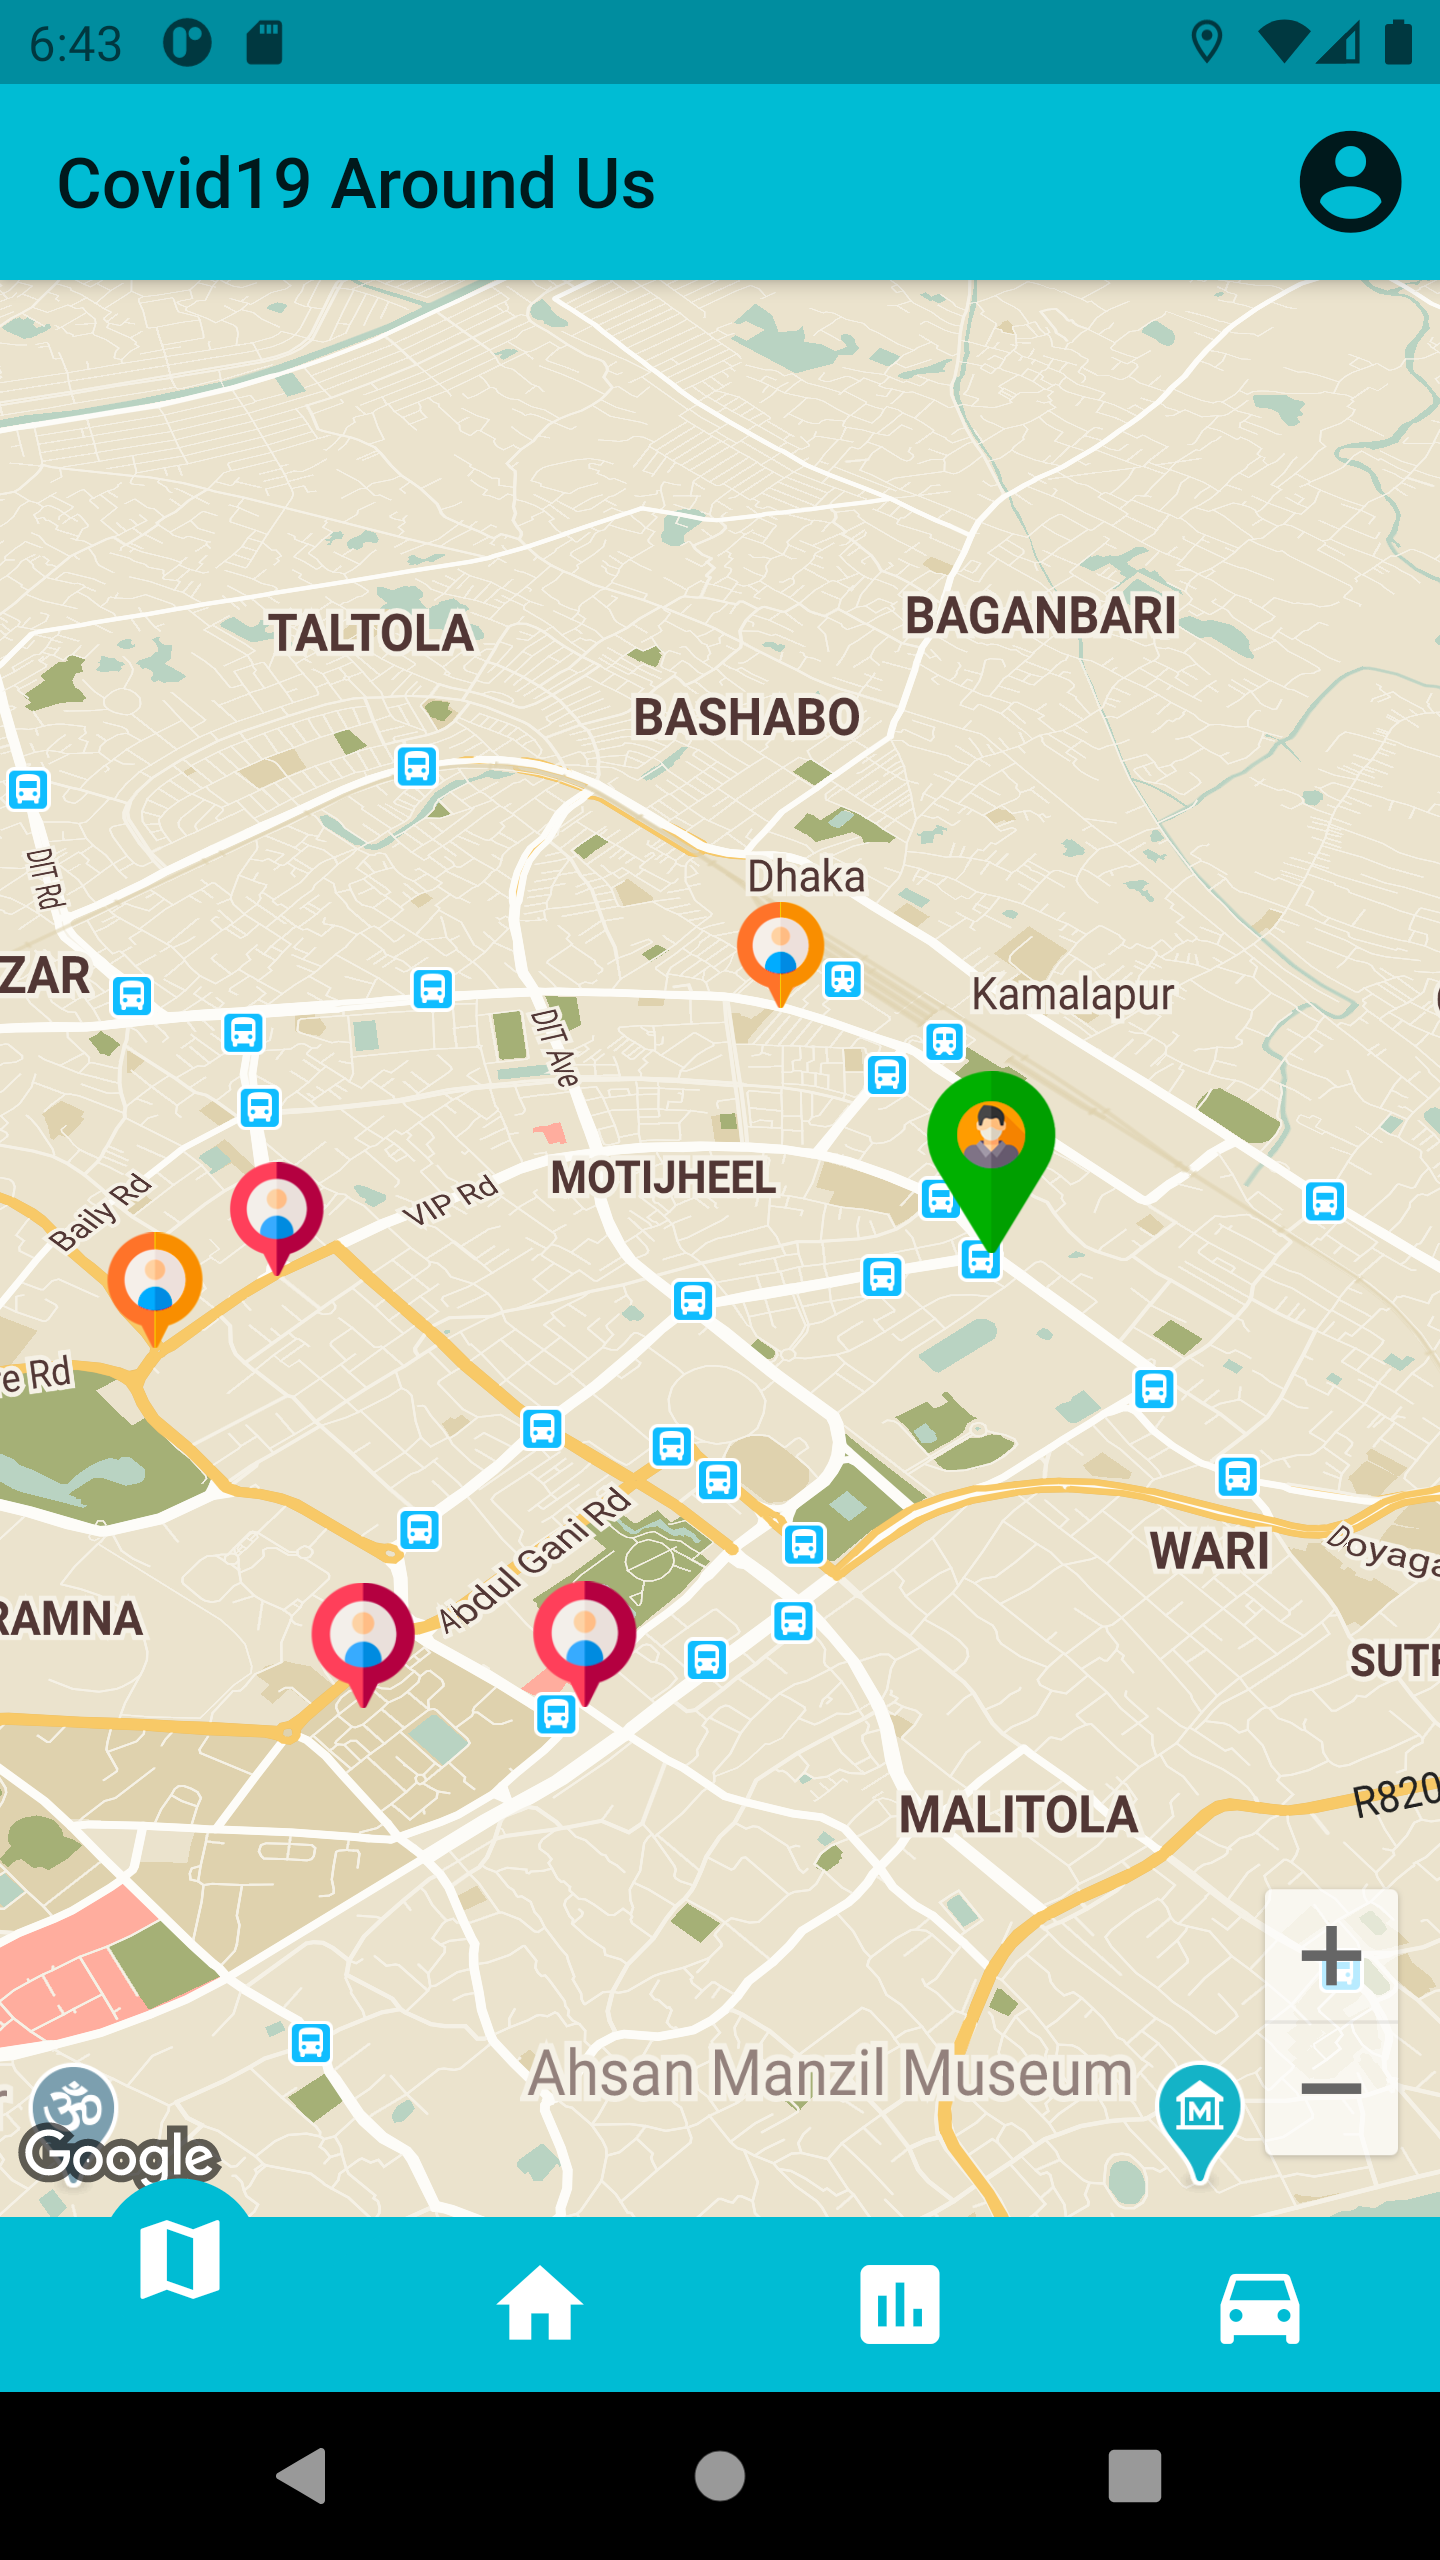 6:43
Covid19 Around Us
TALTOLA
BAGANBARI
BASHABO
DIT Rd
Dhaka
ZAR
Kamalapur
DIT Ave
MOTIJHEEL
Baily Rd
VIP Rd
e Rd
Abdul Gani Rd
WARI
Doyaga
RAMNA
SUTR
MALITOLA
R820
Ahsan Manzil Museum
M
r
ॐ
Google